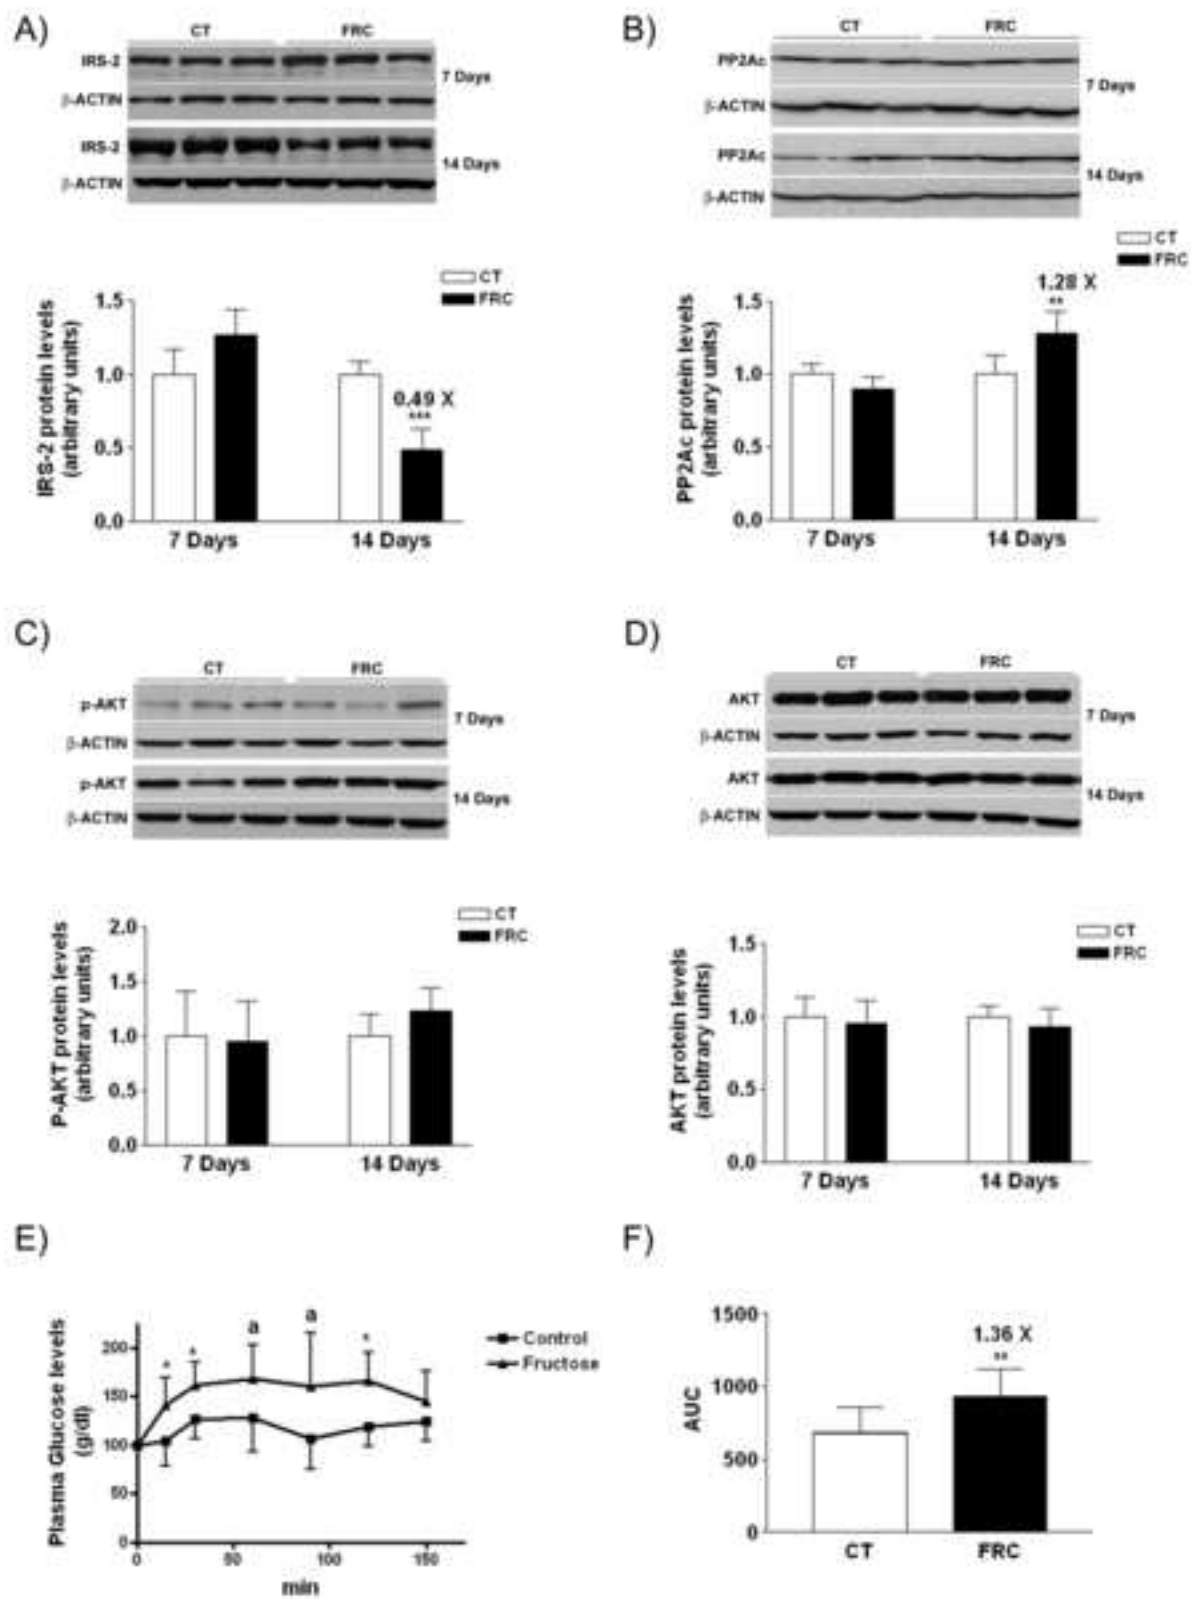 A)
CT FRC
IRS-2
7 Days
β-ACTIN
IRS-2
14 Days
β-ACTIN
CT
FRC
IRS-2 protein levels
(arbitrary units)
1.5
1.0
0.5
0.0
0.49 X
***
7 Days 14 Days
B)
CT FRC
PP2Ac
7 Days
β-ACTIN
PP2Ac
14 Days
β-ACTIN
CT
FRC
PP2Ac protein levels
(arbitrary units)
1.5
1.0
0.5
0.0
1.28 X
**
7 Days 14 Days
C)
CT FRC
p-AKT
7 Days
β-ACTIN
p-AKT
14 Days
β-ACTIN
CT
FRC
P-AKT protein levels
(arbitrary units)
2.0
1.5
1.0
0.5
0.0
7 Days 14 Days
D)
CT FRC
AKT
7 Days
β-ACTIN
AKT
14 Days
β-ACTIN
CT
FRC
AKT protein levels
(arbitrary units)
1.5
1.0
0.5
0.0
7 Days 14 Days
E)
Plasma Glucose levels
(g/dl)
200
150
100
50
0
* * a a *
Control
Fructose
0 50 100 150
min
F)
AUC
1500
1000
500
0
1.36 X
**
CT FRC